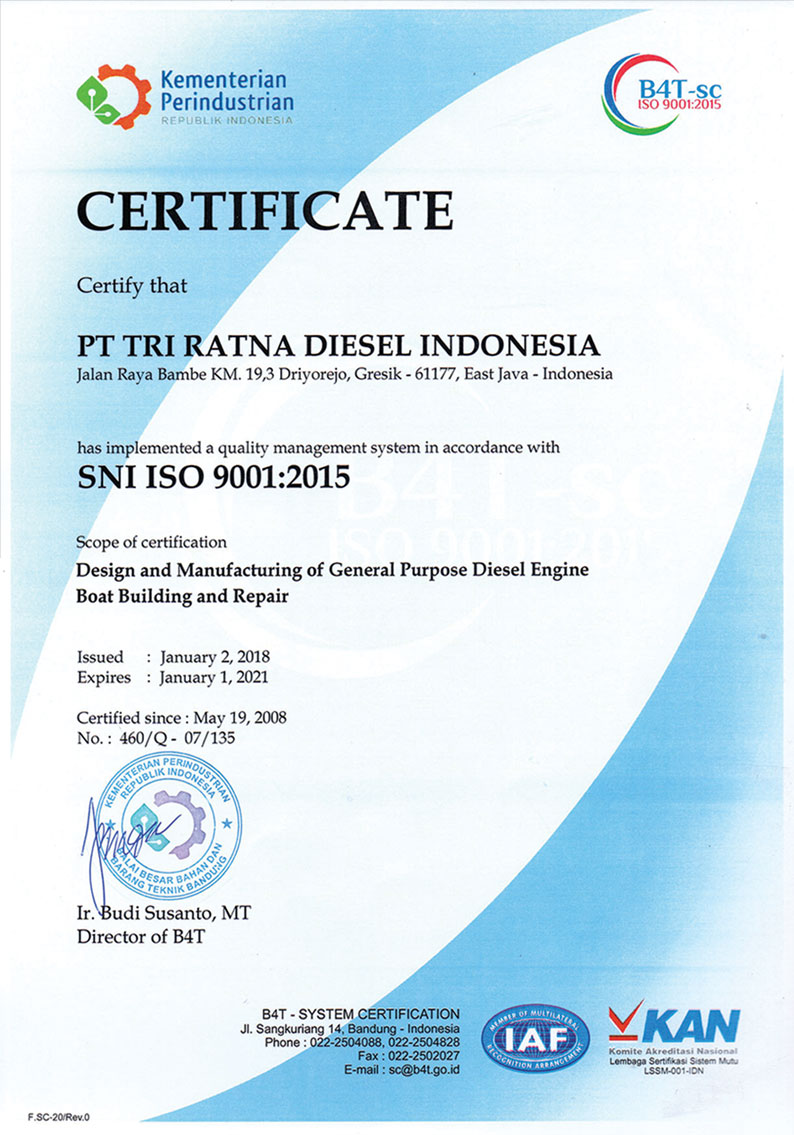 Kementerian
Perindustrian
REPUBLIK INDONESIA
B4T-sc
ISO 9001:2015
CERTIFICATE
Certify that
PT TRI RATNA DIESEL INDONESIA
Jalan Raya Bambe KM. 19,3 Driyorejo, Gresik - 61177, East Java - Indonesia
has implemented a quality management system in accordance with
SNI ISO 9001:2015
B4T-sc
ISO 9001:201
Scope of certification
Design and Manufacturing of General Purpose Diesel Engine
Boat Building and Repair
Issued : January 2, 2018
Expires : January 1, 2021
Certified since : May 19, 2008
No. : 460/Q - 07/135
KEMENTERIAN PERINDUSTRIAN
REPUBLIK INDONESIA
BALAI BESAR BAHAN DAN
BARANG TEKNIK BANDUNG
Ir. Budi Susanto, MT
Director of B4T
B4T - SYSTEM CERTIFICATION
Jl. Sangkuriang 14, Bandung - Indonesia
Phone : 022-2504088, 022-2504828
Fax : 022-2502027
E-mail : sc@b4t.go.id
MEMBER OF MULTILATERAL
IAF
RECOGNITION ARRANGEMENT
KAN
Komite Akreditasi Nasional
Lembaga Sertifikasi Sistem Mutu
LSSM-001-IDN
F.SC-20/Rev.0